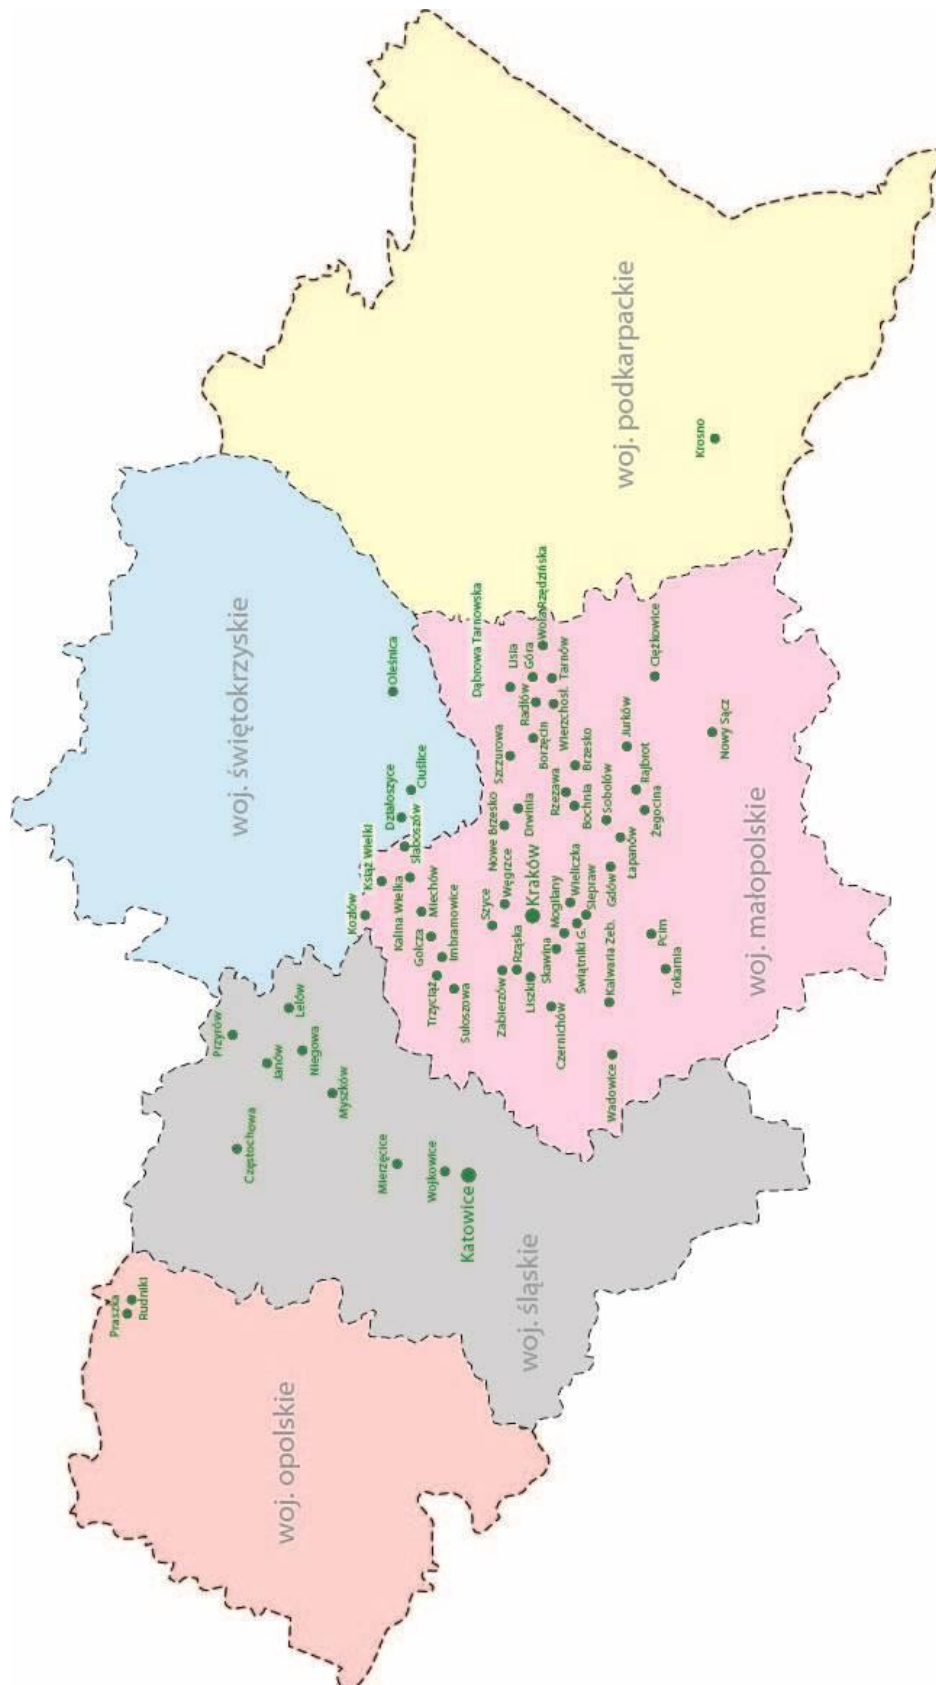 woj. opolskie
Praszka
Rudniki
woj. śląskie
Częstochowa
Przyrów
Janów
Lelów
Niegowa
Myszków
Mierzęcice
Wojkowice
Katowice
woj. świętokrzyskie
Oleśnica
Działoszyce
Ciuślice
woj. małopolskie
Kozłów
Książ Wielki
Słaboszów
Kalina Wielka
Miechów
Gołcza
Imbramowice
Trzyciąż
Sułoszowa
Szyce
Węgrzce
Nowe Brzesko
Drwinia
Szczurowa
Borzęcin
Radłów
Wierzchosł.
Dąbrowa Tarnowska
Lisia
Góra
Wola Rzędzińska
Tarnów
Zabierzów
Rząska
Liszki
Kraków
Czernichów
Skawina
Mogilany
Świątniki G.
Wieliczka
Siepraw
Rzezawa
Bochnia
Brzesko
Sobolów
Gdów
Łapanów
Jurków
Rajbrot
Żegocina
Kalwaria Zeb.
Wadowice
Pcim
Tokarnia
Ciężkowice
Nowy Sącz
woj. podkarpackie
Krosno